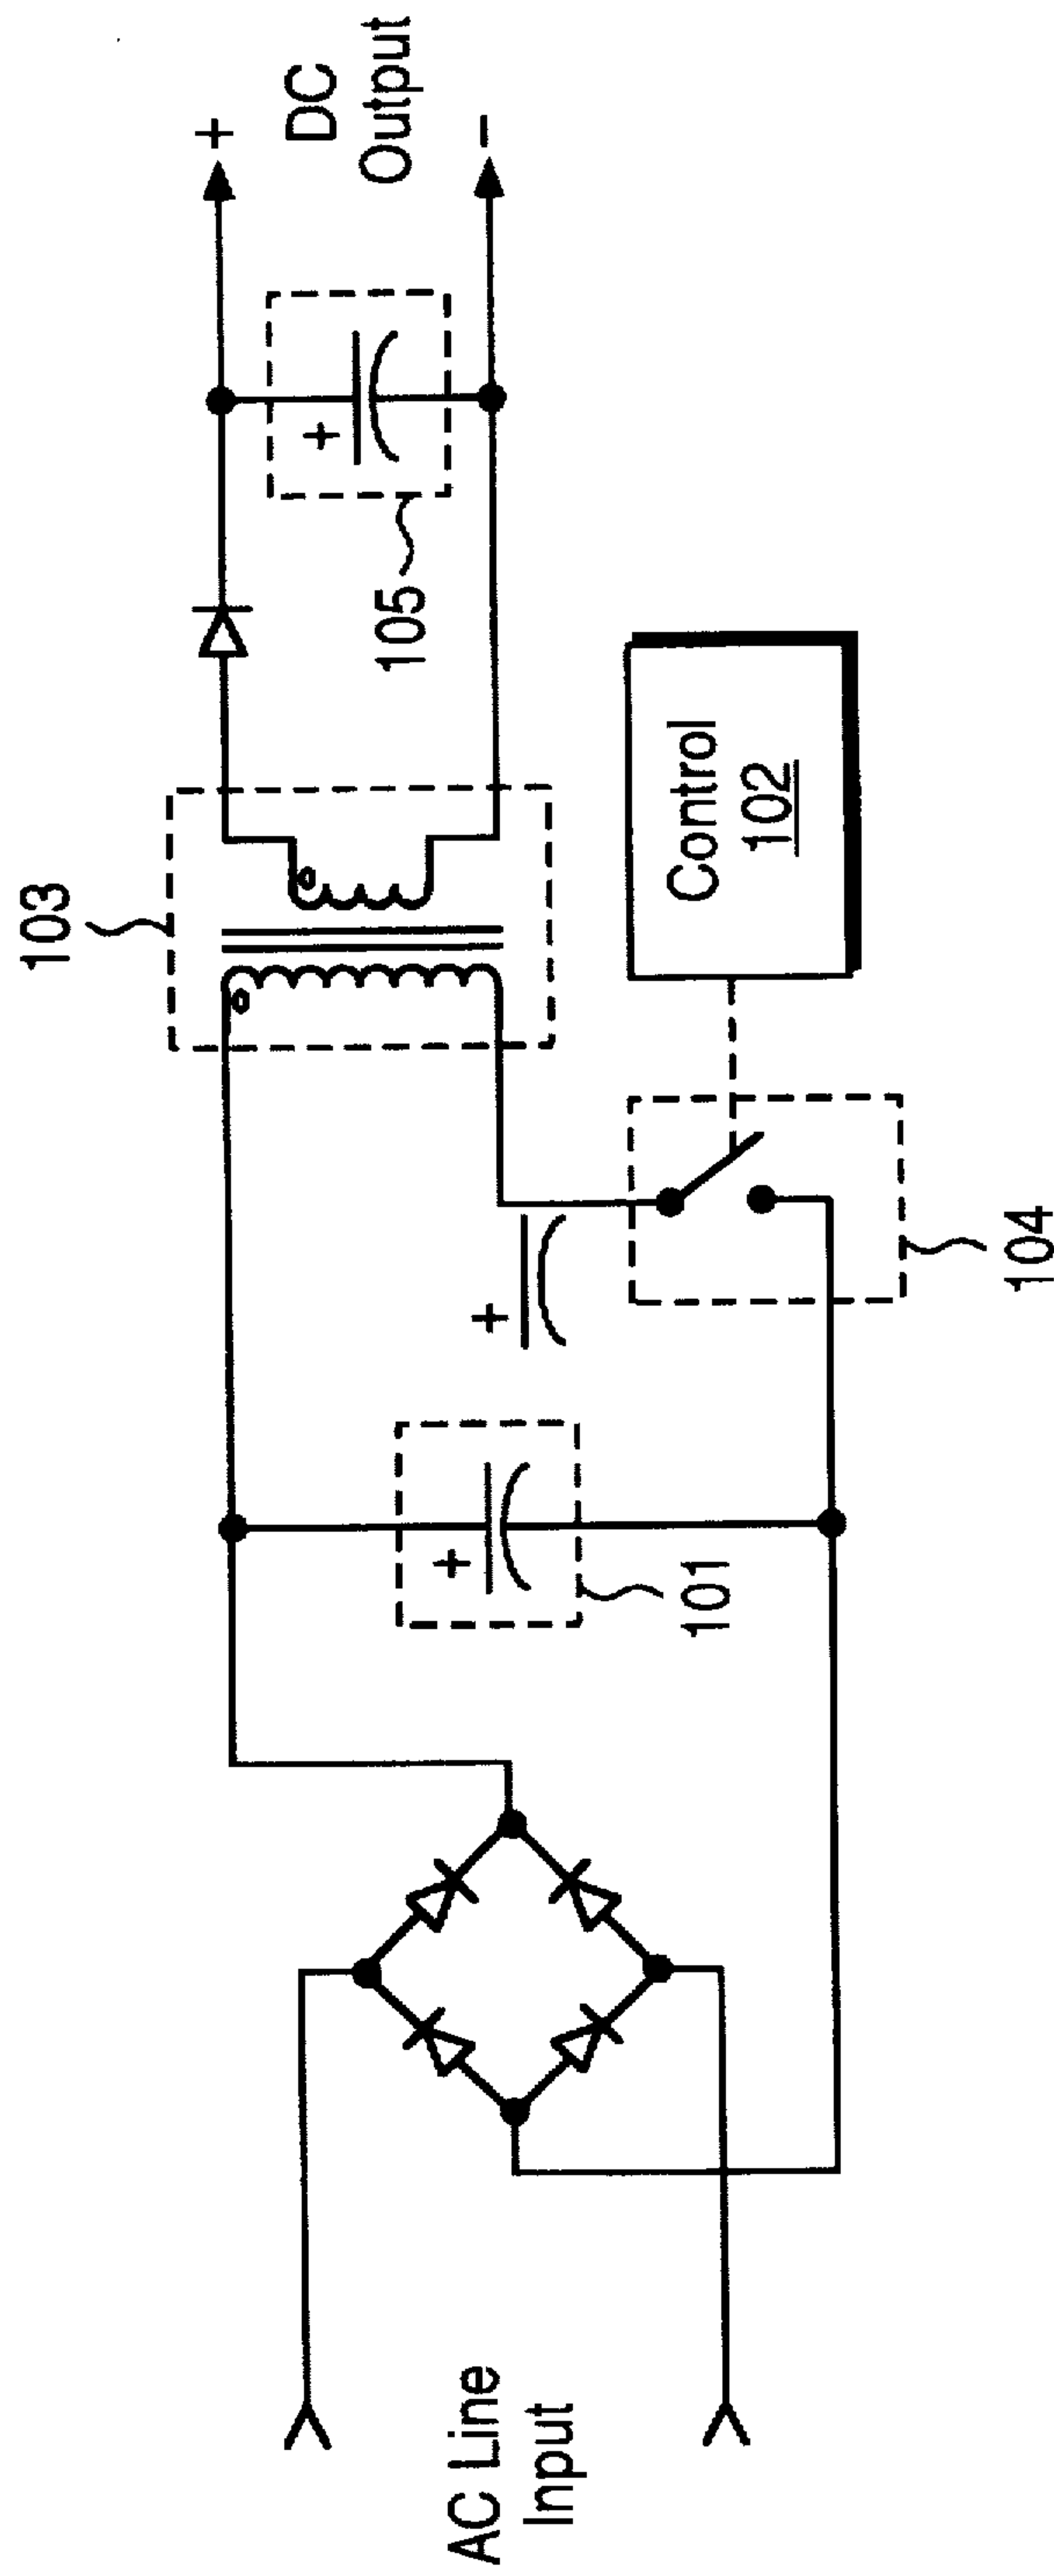 AC Line
Input
101
+
+
104
103
Control
102
105
+
+
DC
Output
-